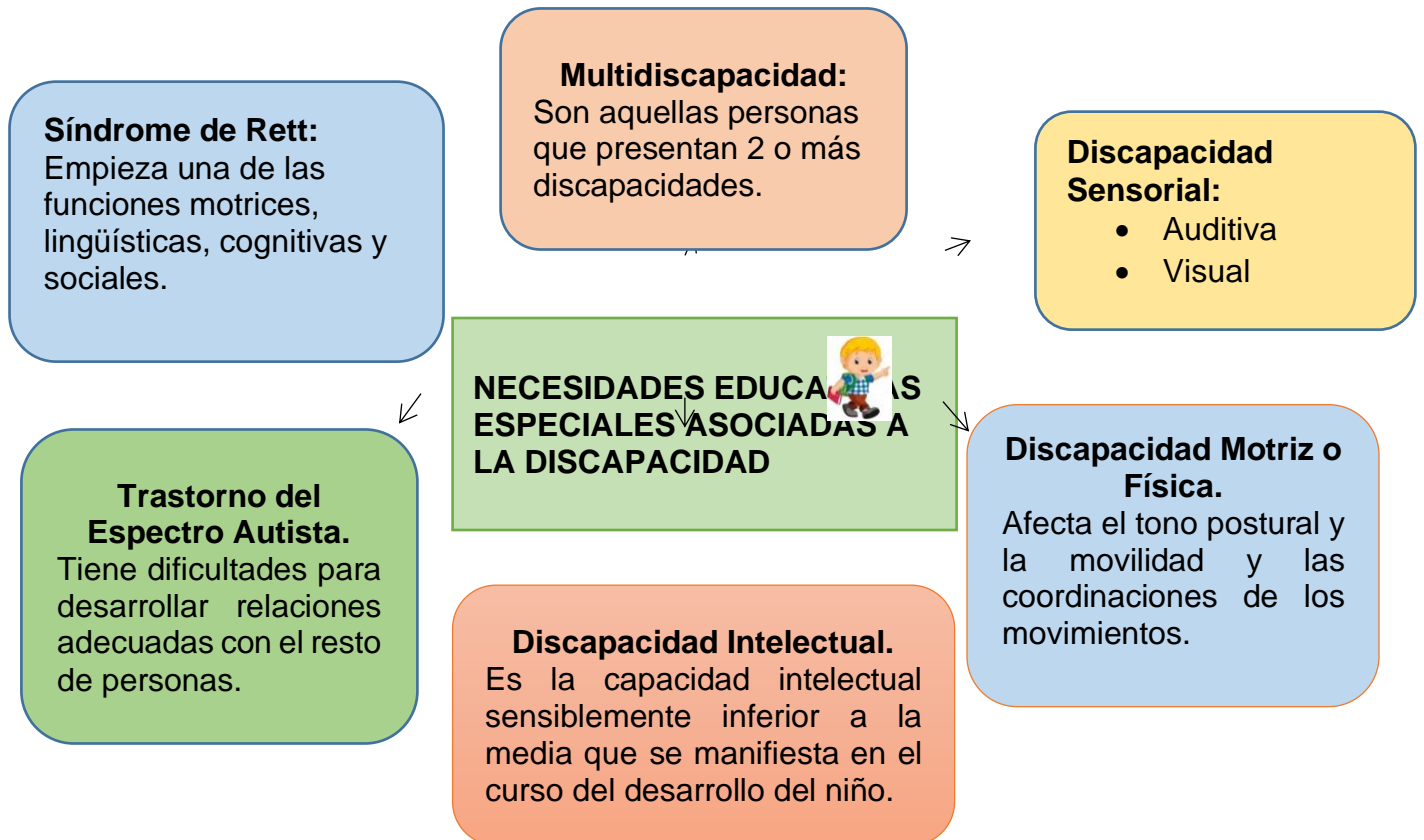 Multidiscapacidad:
Son aquellas personas
que presentan 2 o más
discapacidades.
Síndrome de Rett:
Empieza una de las
funciones motrices,
lingüísticas, cognitivas y
sociales.
Discapacidad
Sensorial:
• Auditiva
• Visual
NECESIDADES EDUCA AS
ESPECIALES ASOCIADAS A
LA DISCAPACIDAD
Trastorno del
Espectro Autista.
Tiene dificultades para
desarrollar relaciones
adecuadas con el resto
de personas.
Discapacidad Motriz o
Física.
Afecta el tono postural y
la movilidad y las
coordinaciones de los
movimientos.
Discapacidad Intelectual.
Es la capacidad intelectual
sensiblemente inferior a la
media que se manifiesta en el
curso del desarrollo del niño.